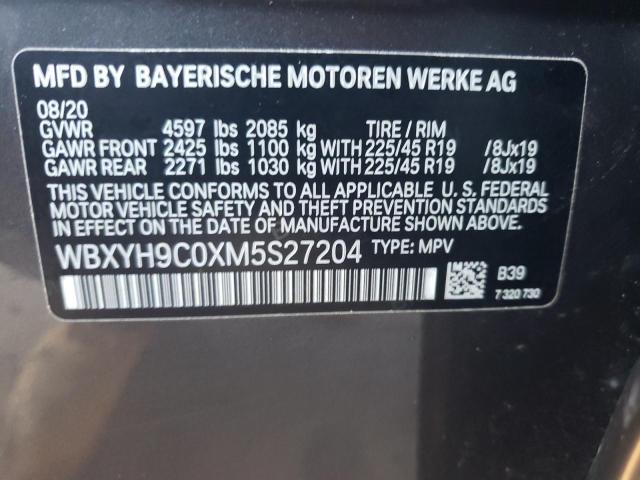 MFD BY BAYERISCHE MOTOREN WERKE AG
08/20
GVWR 4597 lbs 2085 kg TIRE / RIM
GAWR FRONT 2425 lbs 1100 kg WITH 225/45 R19 /8Jx19
GAWR REAR 2271 lbs 1030 kg WITH 225/45 R19 /8Jx19
THIS VEHICLE CONFORMS TO ALL APPLICABLE U. S. FEDERAL
MOTOR VEHICLE SAFETY AND THEFT PREVENTION STANDARDS
IN EFFECT ON THE DATE OF MANUFACTURE SHOWN ABOVE.
WBXYH9C0XM5S27204 TYPE: MPV
B39
7 320 730